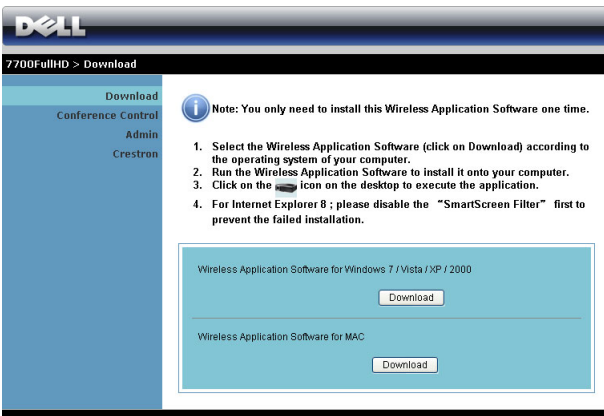 DELL
7700FullHD > Download
Download
Conference Control
Admin
Crestron
Note: You only need to install this Wireless Application Software one time.
1. Select the Wireless Application Software (click on Download) according to
the operating system of your computer.
2. Run the Wireless Application Software to install it onto your computer.
3. Click on the icon on the desktop to execute the application.
4. For Internet Explorer 8 ; please disable the “SmartScreen Filter” first to
prevent the failed installation.
Wireless Application Software for Windows 7 / Vista / XP / 2000
Download
Wireless Application Software for MAC
Download